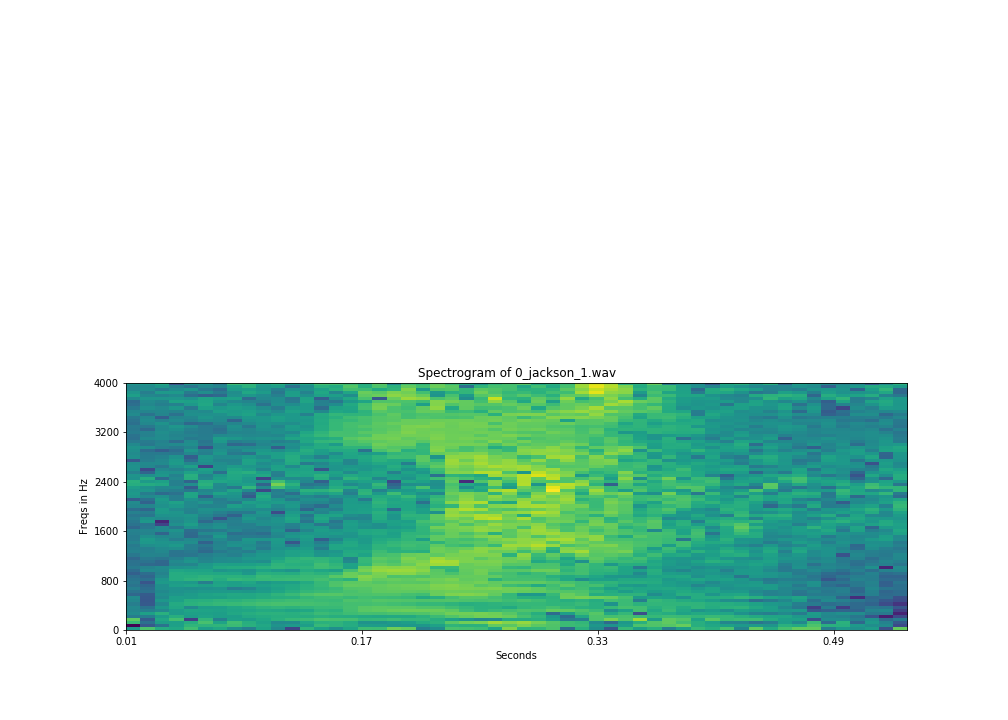 Spectrogram of 0_jackson_1.wav
4000
3200
2400
1600
800
0
Freqs in Hz
0.01 0.17 0.33 0.49
Seconds